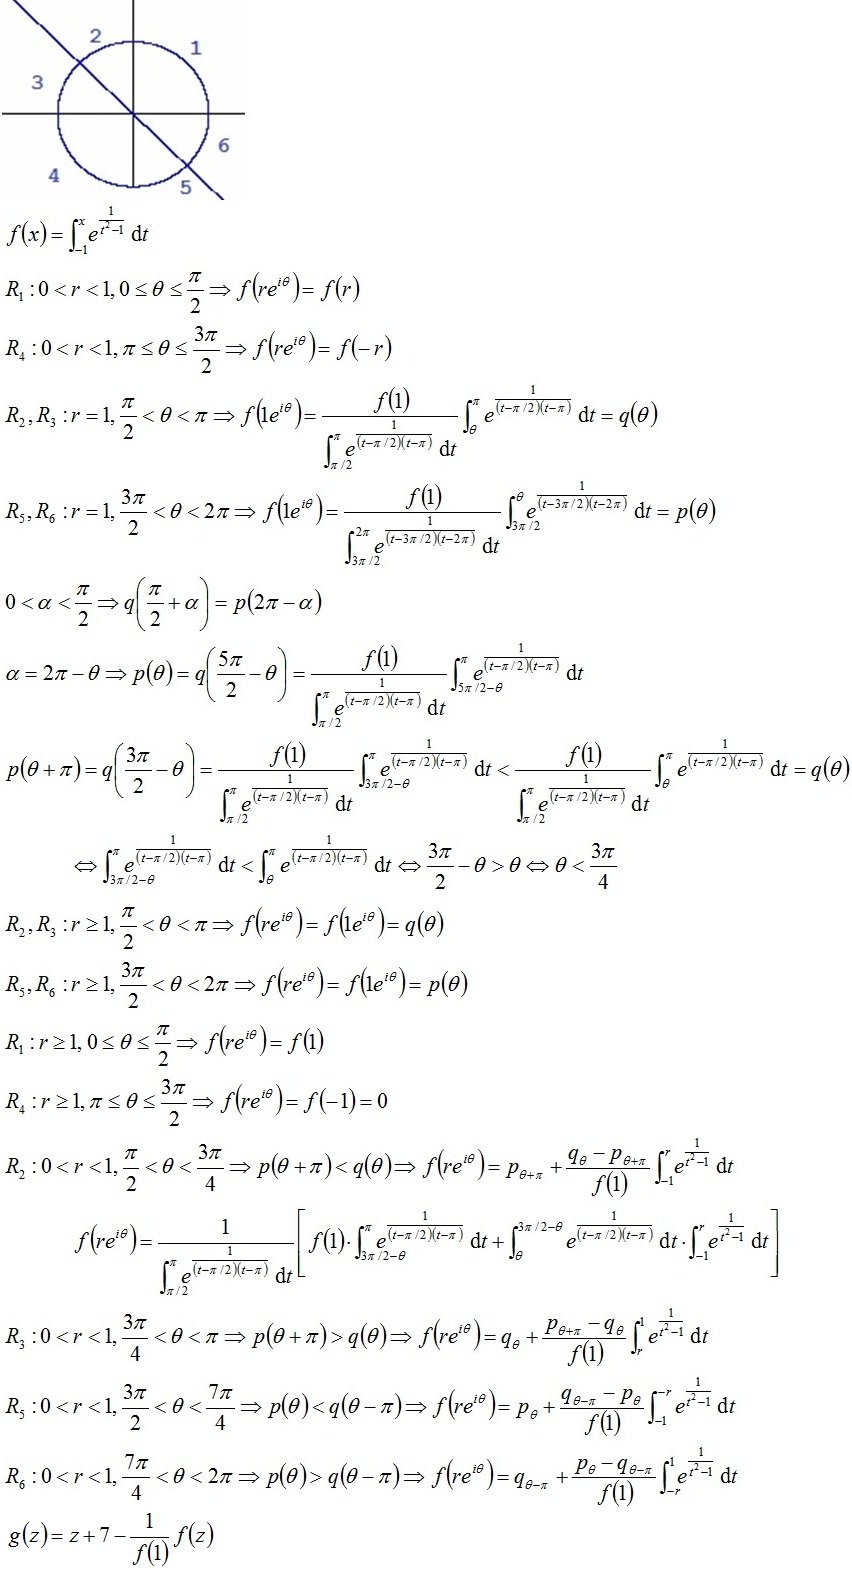 2
1
3
6
4
5
f(x) = ∫_{-1}^{x} e^{1/(t²-1)} dt
R₁ : 0 < r < 1, 0 ≤ θ ≤ π/2 ⇒ f(re^{iθ}) = f(r)
R₄ : 0 < r < 1, π ≤ θ ≤ 3π/2 ⇒ f(re^{iθ}) = f(-r)
R₂, R₃ : r = 1, π/2 < θ < π ⇒ f(1e^{iθ}) = f(1)/(∫_{π/2}^{π} e^{1/((t-π/2)(t-π))} dt) ∫_{θ}^{π} e^{1/((t-π/2)(t-π))} dt = q(θ)
R₅, R₆ : r = 1, 3π/2 < θ < 2π ⇒ f(1e^{iθ}) = f(1)/(∫_{3π/2}^{2π} e^{1/((t-3π/2)(t-2π))} dt) ∫_{3π/2}^{θ} e^{1/((t-3π/2)(t-2π))} dt = p(θ)
0 < α < π/2 ⇒ q(π/2 + α) = p(2π - α)
α = 2π - θ ⇒ p(θ) = q(5π/2 - θ) = f(1)/(∫_{π/2}^{π} e^{1/((t-π/2)(t-π))} dt) ∫_{5π/2-θ}^{π} e^{1/((t-π/2)(t-π))} dt
p(θ + π) = q(3π/2 - θ) = f(1)/(∫_{π/2}^{π} e^{1/((t-π/2)(t-π))} dt) ∫_{3π/2-θ}^{π} e^{1/((t-π/2)(t-π))} dt < f(1)/(∫_{π/2}^{π} e^{1/((t-π/2)(t-π))} dt) ∫_{θ}^{π} e^{1/((t-π/2)(t-π))} dt = q(θ)
⇔ ∫_{3π/2-θ}^{π} e^{1/((t-π/2)(t-π))} dt < ∫_{θ}^{π} e^{1/((t-π/2)(t-π))} dt ⇔ 3π/2 - θ > θ ⇔ θ < 3π/4
R₂, R₃ : r ≥ 1, π/2 < θ < π ⇒ f(re^{iθ}) = f(1e^{iθ}) = q(θ)
R₅, R₆ : r ≥ 1, 3π/2 < θ < 2π ⇒ f(re^{iθ}) = f(1e^{iθ}) = p(θ)
R₁ : r ≥ 1, 0 ≤ θ ≤ π/2 ⇒ f(re^{iθ}) = f(1)
R₄ : r ≥ 1, π ≤ θ ≤ 3π/2 ⇒ f(re^{iθ}) = f(-1) = 0
R₂ : 0 < r < 1, π/2 < θ < 3π/4 ⇒ p(θ + π) < q(θ) ⇒ f(re^{iθ}) = p_{θ+π} + (q_θ - p_{θ+π})/f(1) ∫_{-1}^{r} e^{1/(t²-1)} dt
f(re^{iθ}) = 1/(∫_{π/2}^{π} e^{1/((t-π/2)(t-π))} dt) [f(1)·∫_{3π/2-θ}^{π} e^{1/((t-π/2)(t-π))} dt + ∫_{θ}^{3π/2-θ} e^{1/((t-π/2)(t-π))} dt · ∫_{-1}^{r} e^{1/(t²-1)} dt]
R₃ : 0 < r < 1, 3π/4 < θ < π ⇒ p(θ + π) > q(θ) ⇒ f(re^{iθ}) = q_θ + (p_{θ+π} - q_θ)/f(1) ∫_{r}^{1} e^{1/(t²-1)} dt
R₅ : 0 < r < 1, 3π/2 < θ < 7π/4 ⇒ p(θ) < q(θ - π) ⇒ f(re^{iθ}) = p_θ + (q_{θ-π} - p_θ)/f(1) ∫_{-1}^{-r} e^{1/(t²-1)} dt
R₆ : 0 < r < 1, 7π/4 < θ < 2π ⇒ p(θ) > q(θ - π) ⇒ f(re^{iθ}) = q_{θ-π} + (p_θ - q_{θ-π})/f(1) ∫_{-r}^{1} e^{1/(t²-1)} dt
g(z) = z + 7 - 1/f(1) f(z)